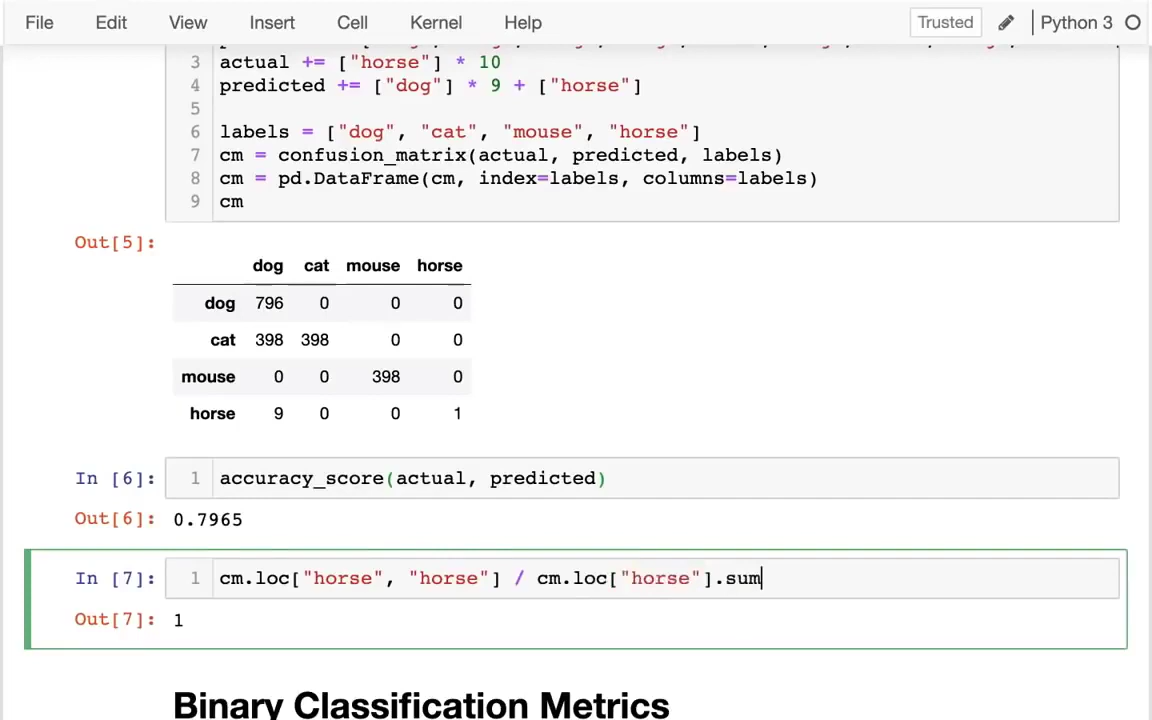 File Edit View Insert Cell Kernel Help Trusted Python 3
3 actual += ["horse"] * 10
4 predicted += ["dog"] * 9 + ["horse"]
5
6 labels = ["dog", "cat", "mouse", "horse"]
7 cm = confusion_matrix(actual, predicted, labels)
8 cm = pd.DataFrame(cm, index=labels, columns=labels)
9 cm
Out[5]:
dog cat mouse horse
dog 796 0 0 0
cat 398 398 0 0
mouse 0 0 398 0
horse 9 0 0 1
In [6]: 1 accuracy_score(actual, predicted)
Out[6]: 0.7965
In [7]: 1 cm.loc["horse", "horse"] / cm.loc["horse"].sum
Out[7]: 1
Binary Classification Metrics